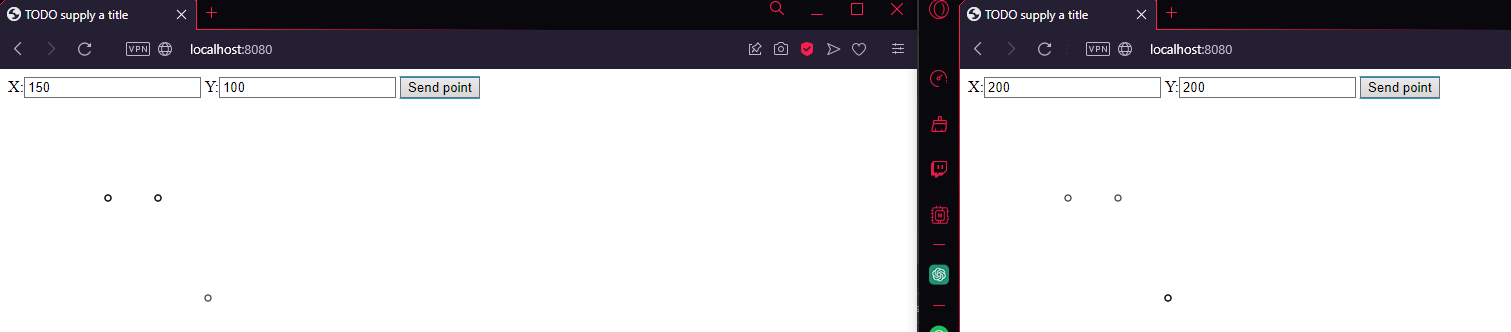 TODO supply a title
VPN localhost:8080
X: 150 Y: 100 Send point
TODO supply a title
VPN localhost:8080
X: 200 Y: 200 Send point